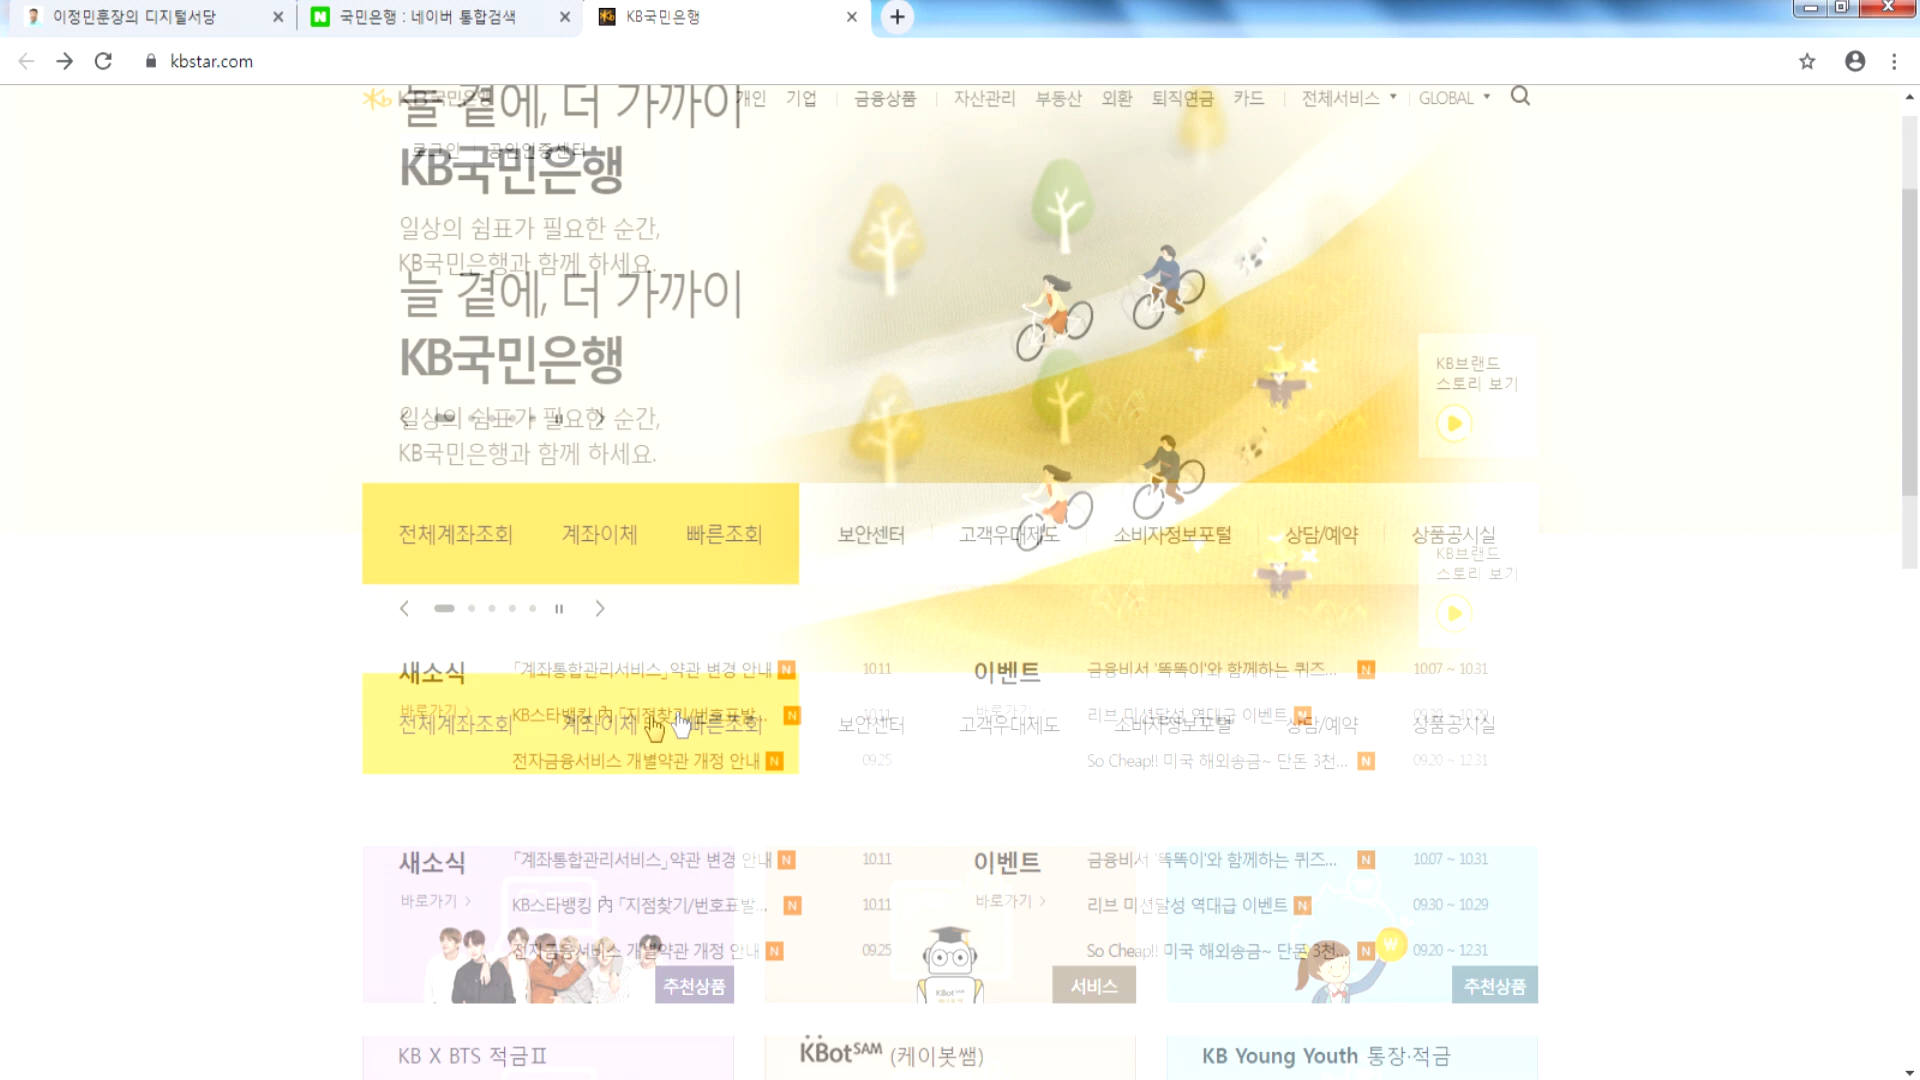 이정민훈장의 디지털서당
국민은행 : 네이버 통합검색
KB국민은행
kbstar.com
KB국민은행
개인 기업 금융상품 자산관리 부동산 외환 퇴직연금 카드 전체서비스 GLOBAL
늘 곁에, 더 가까이
로그인 공인인증센터
KB국민은행
일상의 쉼표가 필요한 순간,
KB국민은행과 함께 하세요.
늘 곁에, 더 가까이
KB국민은행
KB브랜드
스토리 보기
일상의 쉼표가 필요한 순간,
KB국민은행과 함께 하세요.
전체계좌조회 계좌이체 빠른조회 보안센터 고객우대제도 소비자정보포털 상담/예약 상품공시실
KB브랜드
스토리 보기
새소식 「계좌통합관리서비스」약관 변경 안내 N 10.11 이벤트 금융비서 '똑똑이'와 함께하는 퀴즈... N 10.07 ~ 10.31
바로가기 > KB스타뱅킹 內 「지점찾기/번호표발... N 10.11 바로가기 > 리브 미션달성 역대급 이벤트 N 09.30 ~ 10.29
전체계좌조회 계좌이체 빠른조회 보안센터 고객우대제도 소비자정보포털 상담/예약 상품공시실
전자금융서비스 개별약관 개정 안내 N 09.25 So Cheap!! 미국 해외송금~ 단돈 3천... N 09.20 ~ 12.31
새소식 「계좌통합관리서비스」약관 변경 안내 N 10.11 이벤트 금융비서 '똑똑이'와 함께하는 퀴즈... N 10.07 ~ 10.31
바로가기 > KB스타뱅킹 內 「지점찾기/번호표발... N 10.11 바로가기 > 리브 미션달성 역대급 이벤트 N 09.30 ~ 10.29
전자금융서비스 개별약관 개정 안내 N 09.25 So Cheap!! 미국 해외송금~ 단돈 3천... N 09.20 ~ 12.31
추천상품 KBot SAM 서비스 W 추천상품
KB X BTS 적금Ⅱ KBot SAM (케이봇쌤) KB Young Youth 통장·적금